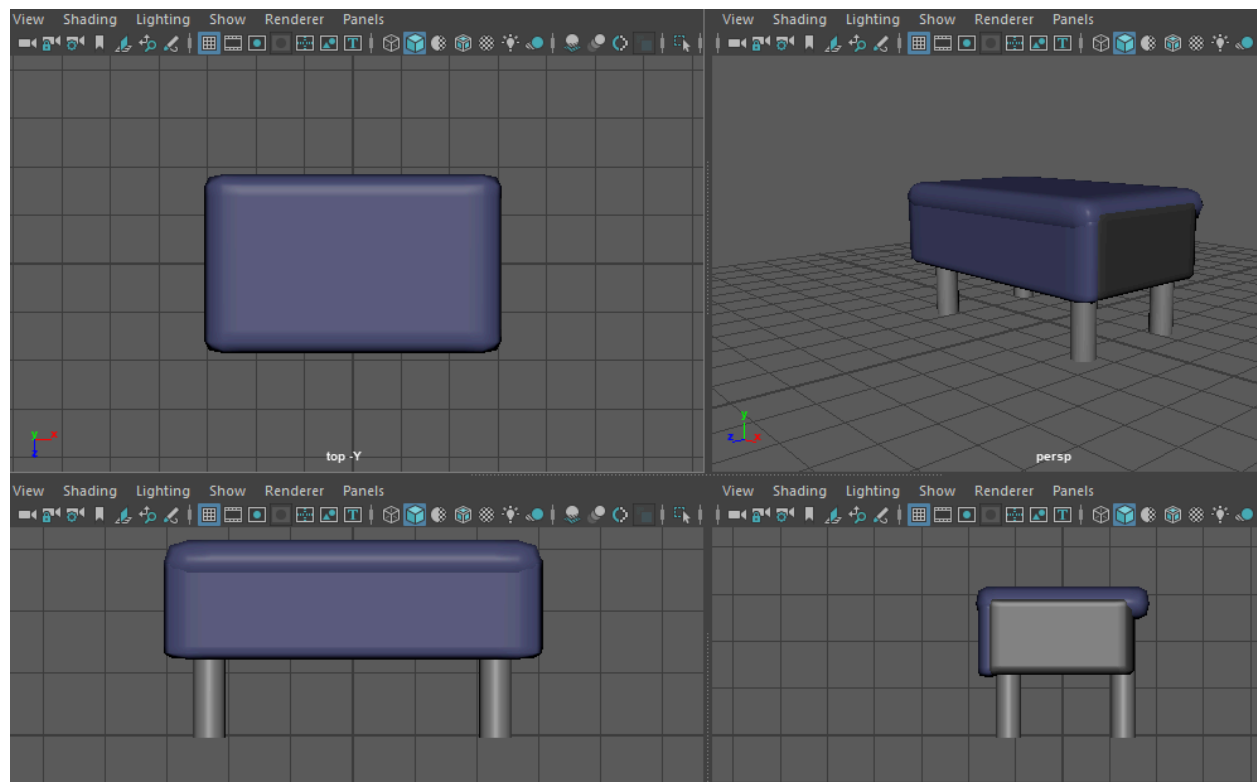 View Shading Lighting Show Renderer Panels
T
y x
z
top -Y
View Shading Lighting Show Renderer Panels
T
y
z x
persp
View Shading Lighting Show Renderer Panels
T
View Shading Lighting Show Renderer Panels
T